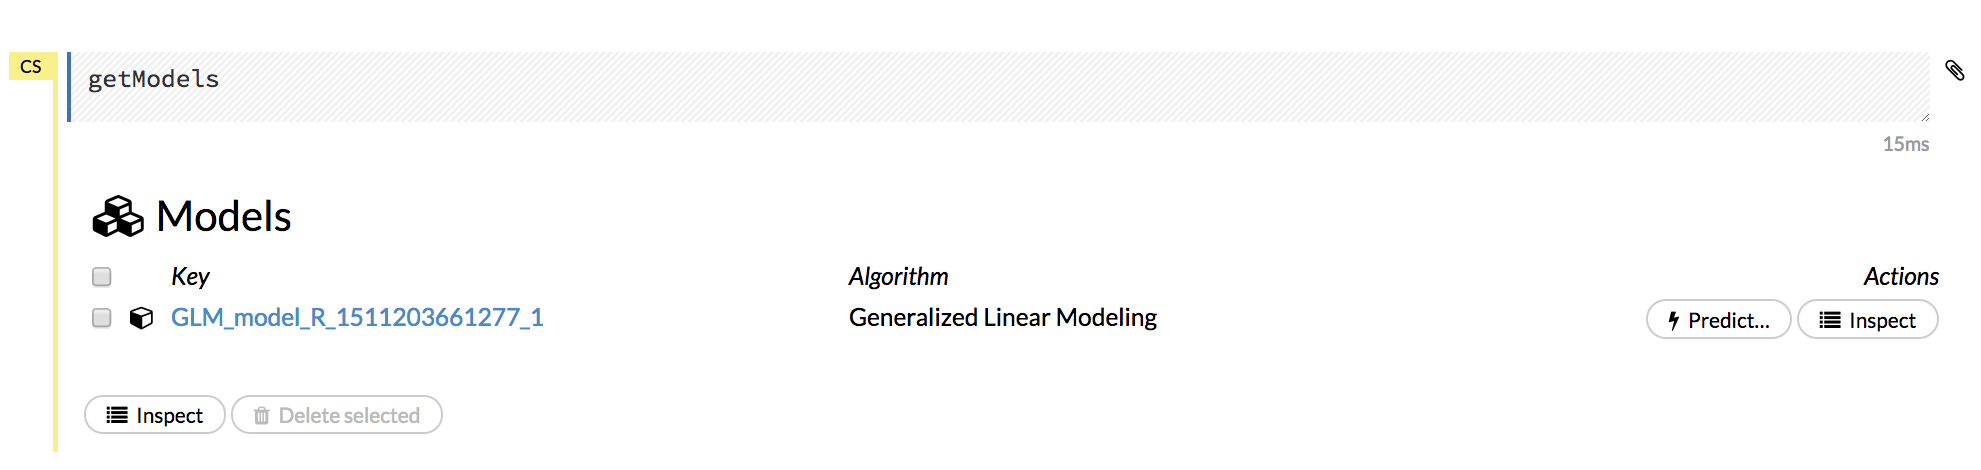 CS
getModels
15ms
Models
Key Algorithm Actions
GLM_model_R_1511203661277_1 Generalized Linear Modeling Predict... Inspect
Inspect Delete selected